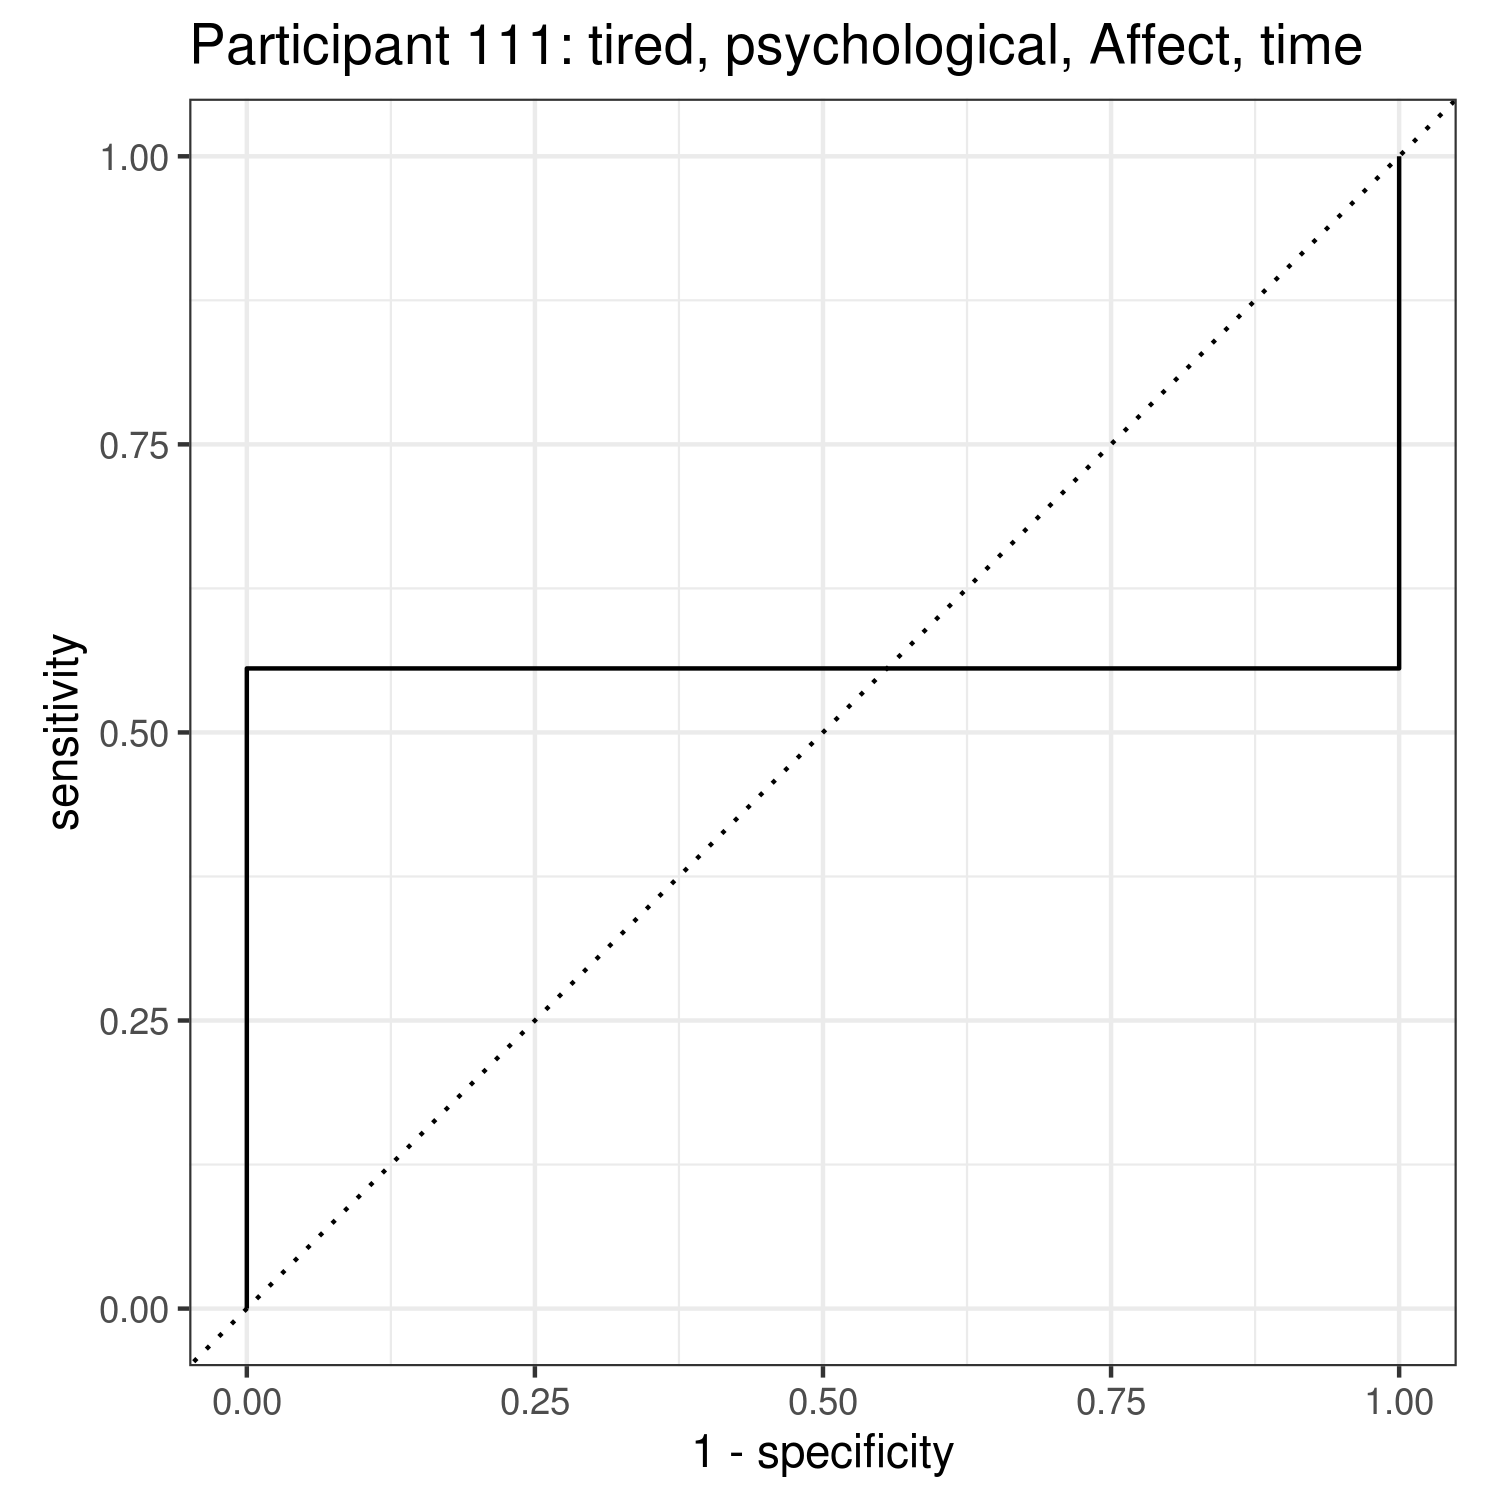 Participant 111: tired, psychological, Affect, time
1.00
0.75
0.50
0.25
0.00
sensitivity
0.00 0.25 0.50 0.75 1.00
1 - specificity